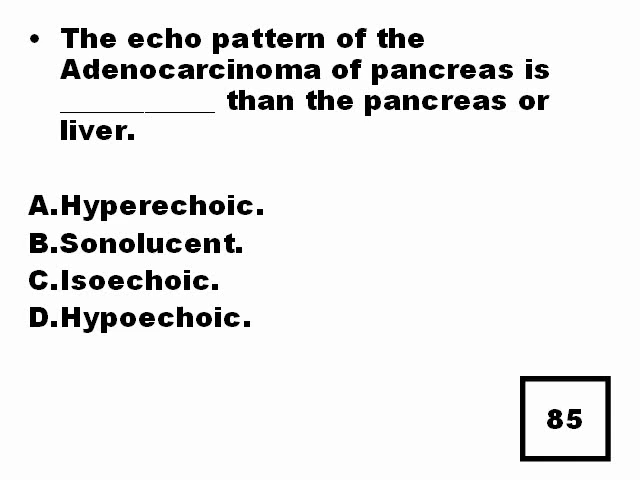 • The echo pattern of the
Adenocarcinoma of pancreas is
___________ than the pancreas or
liver.
A.Hyperechoic.
B.Sonolucent.
C.Isoechoic.
D.Hypoechoic.
85